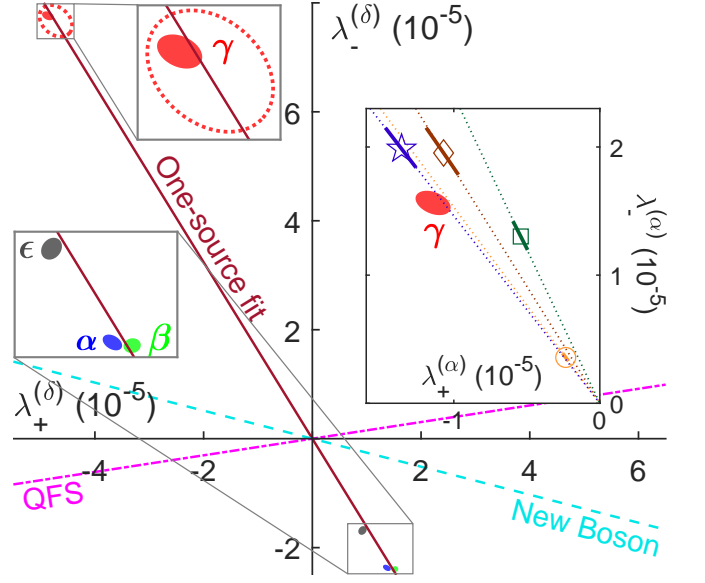 λ₋^(δ) (10⁻⁵)
γ
6
One-source fit
2
λ₋^(α) (10⁻⁵)
4
γ
ϵ
1
2
α β
λ₊^(α) (10⁻⁵)
λ₊^(δ) (10⁻⁵)
-1 0
0
-4 -2 2 4 6
QFS
New Boson
-2